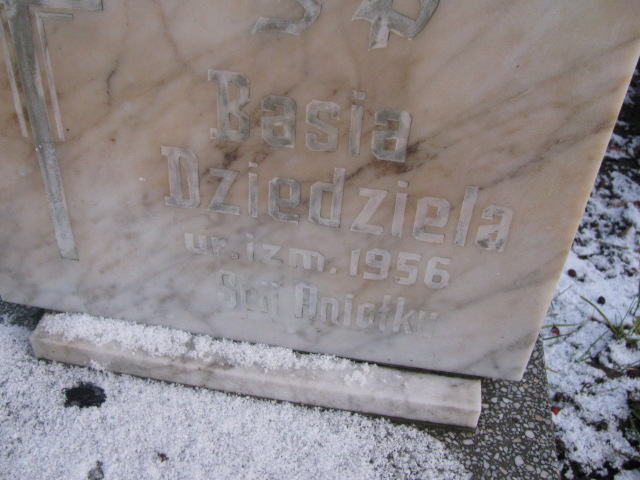 Ś P
Basia
Dziedziela
ur. i zm. 1956
Śpij Aniołku